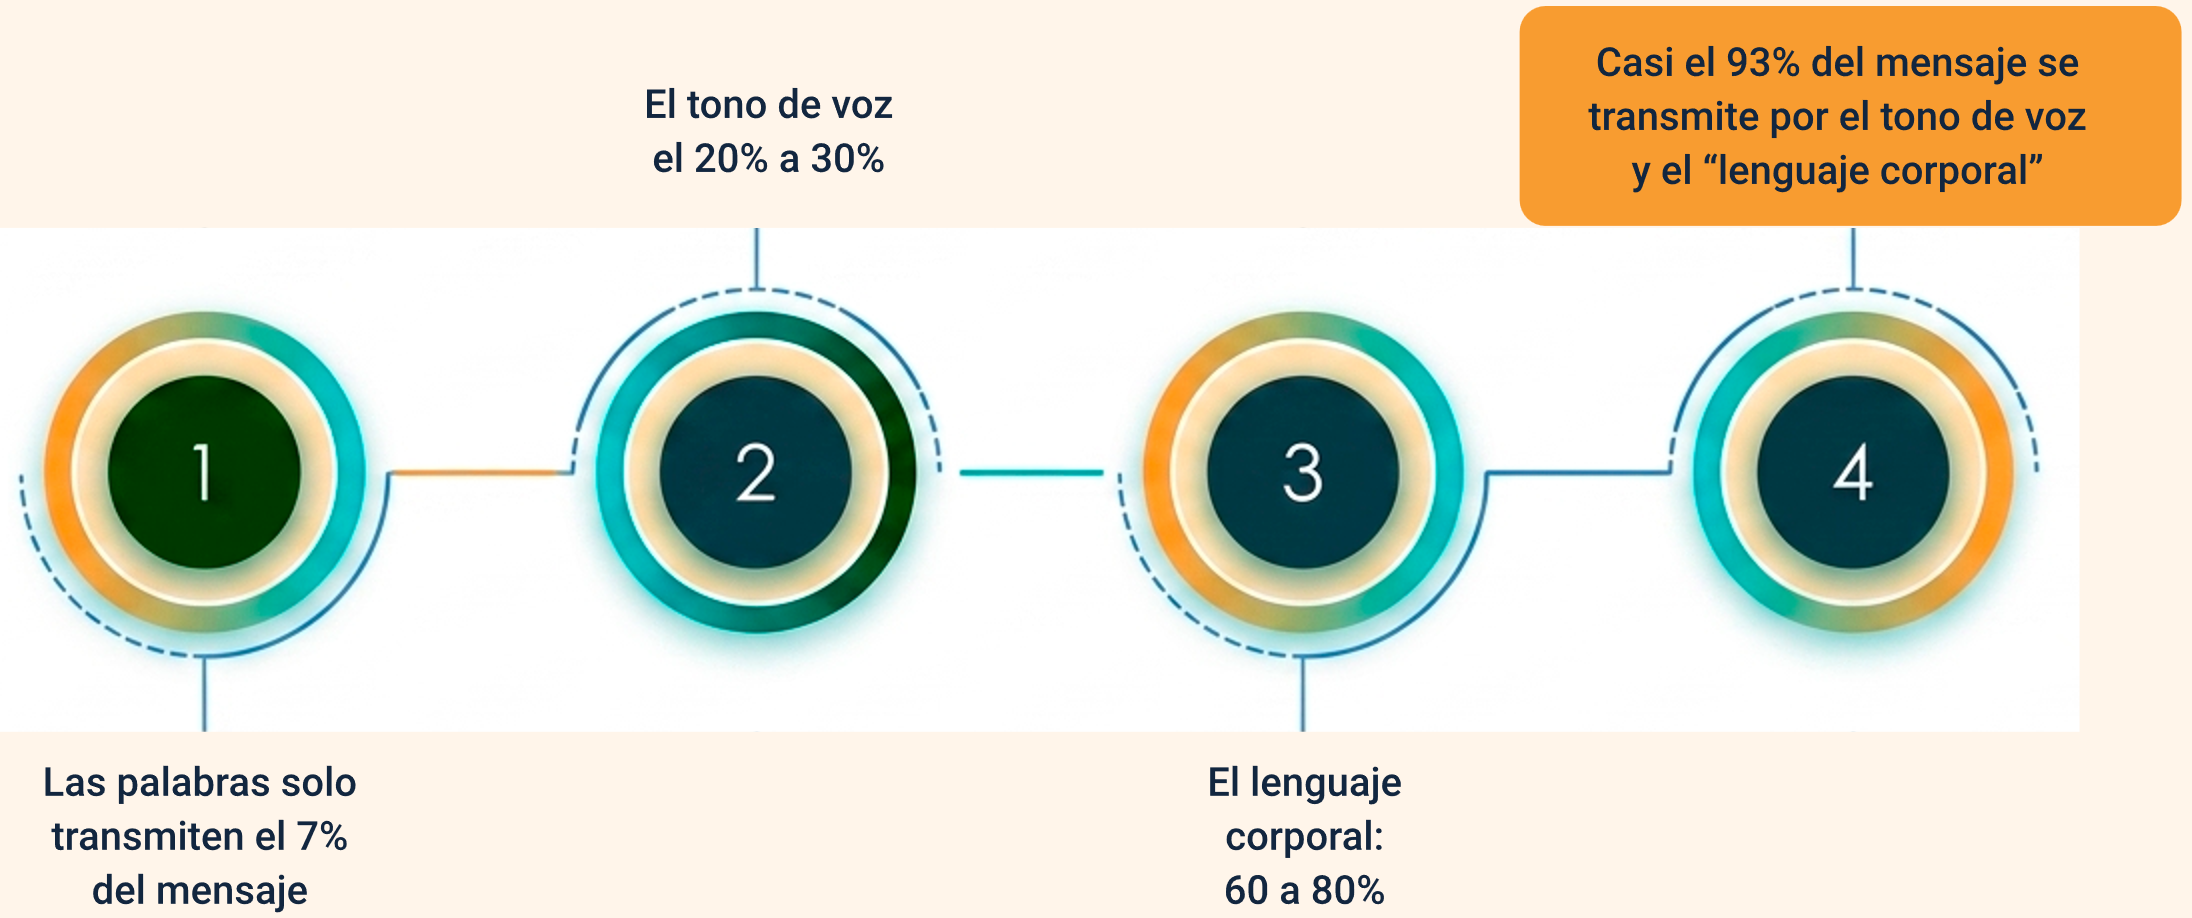 1
Las palabras solo
transmiten el 7%
del mensaje
2
El tono de voz
el 20% a 30%
3
El lenguaje
corporal:
60 a 80%
4
Casi el 93% del mensaje se
transmite por el tono de voz
y el “lenguaje corporal”